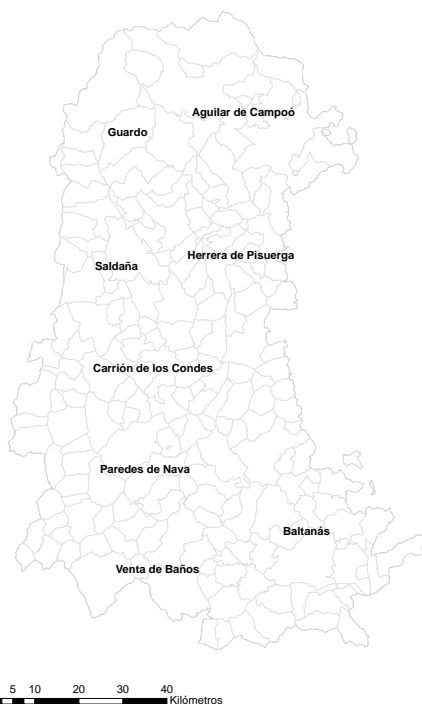 Aguilar de Campoó
Guardo
Herrera de Pisuerga
Saldaña
Carrión de los Condes
Paredes de Nava
Baltanás
Venta de Baños
5 10 20 30 40
Kilómetros